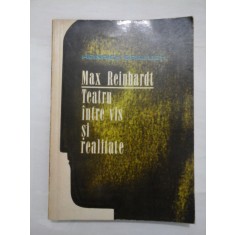 Max Reinhardt
Teatru
între vis
și
realitate